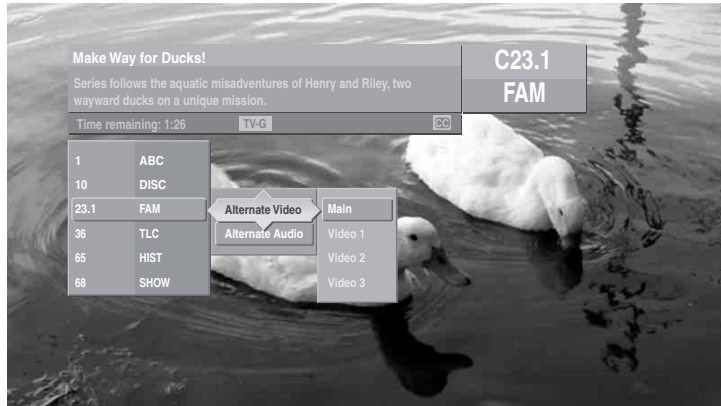 Make Way for Ducks!
Series follows the aquatic misadventures of Henry and Riley, two
wayward ducks on a unique mission.
Time remaining: 1:26 TV-G CC
C23.1
FAM
1 ABC
10 DISC
23.1 FAM
36 TLC
65 HIST
68 SHOW
Alternate Video
Alternate Audio
Main
Video 1
Video 2
Video 3